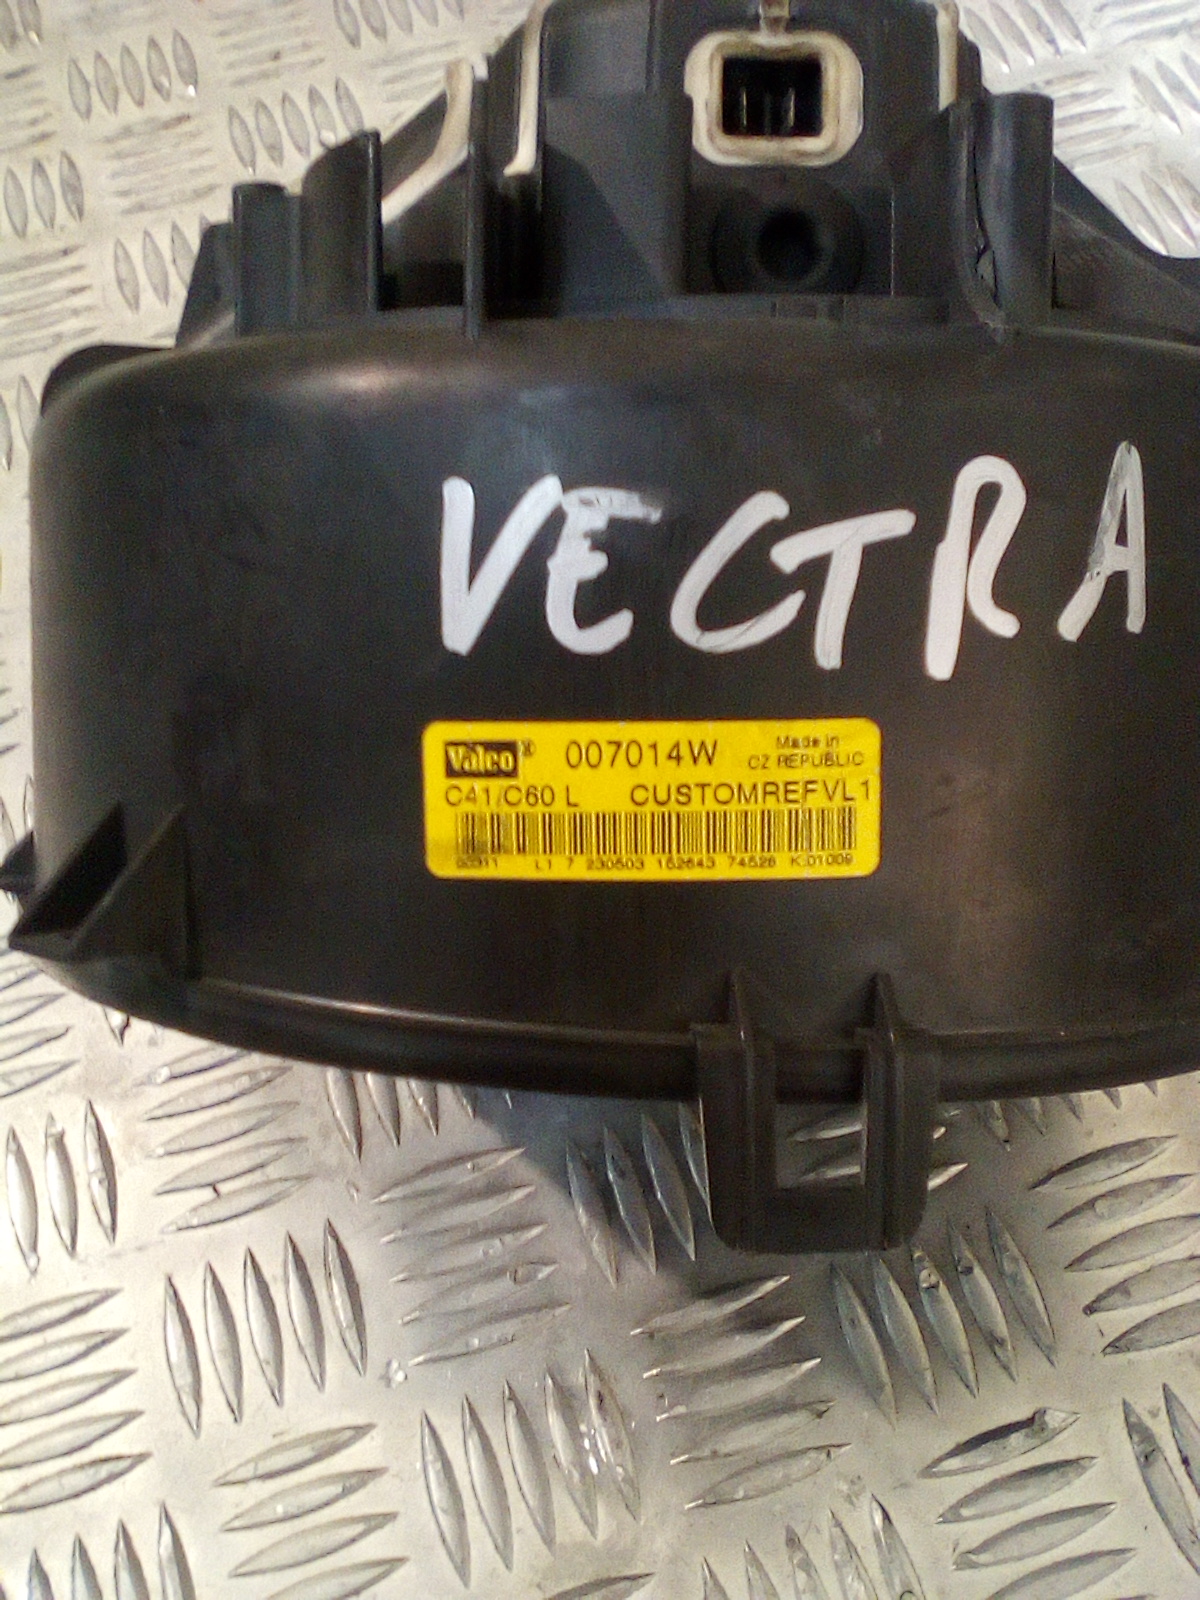 VECTRA
Valeo® 007014W Made in
CZ REPUBLIC
C41/C60 L CUSTOMREFVL1
L1 7 230503 152643 74528 K.01009